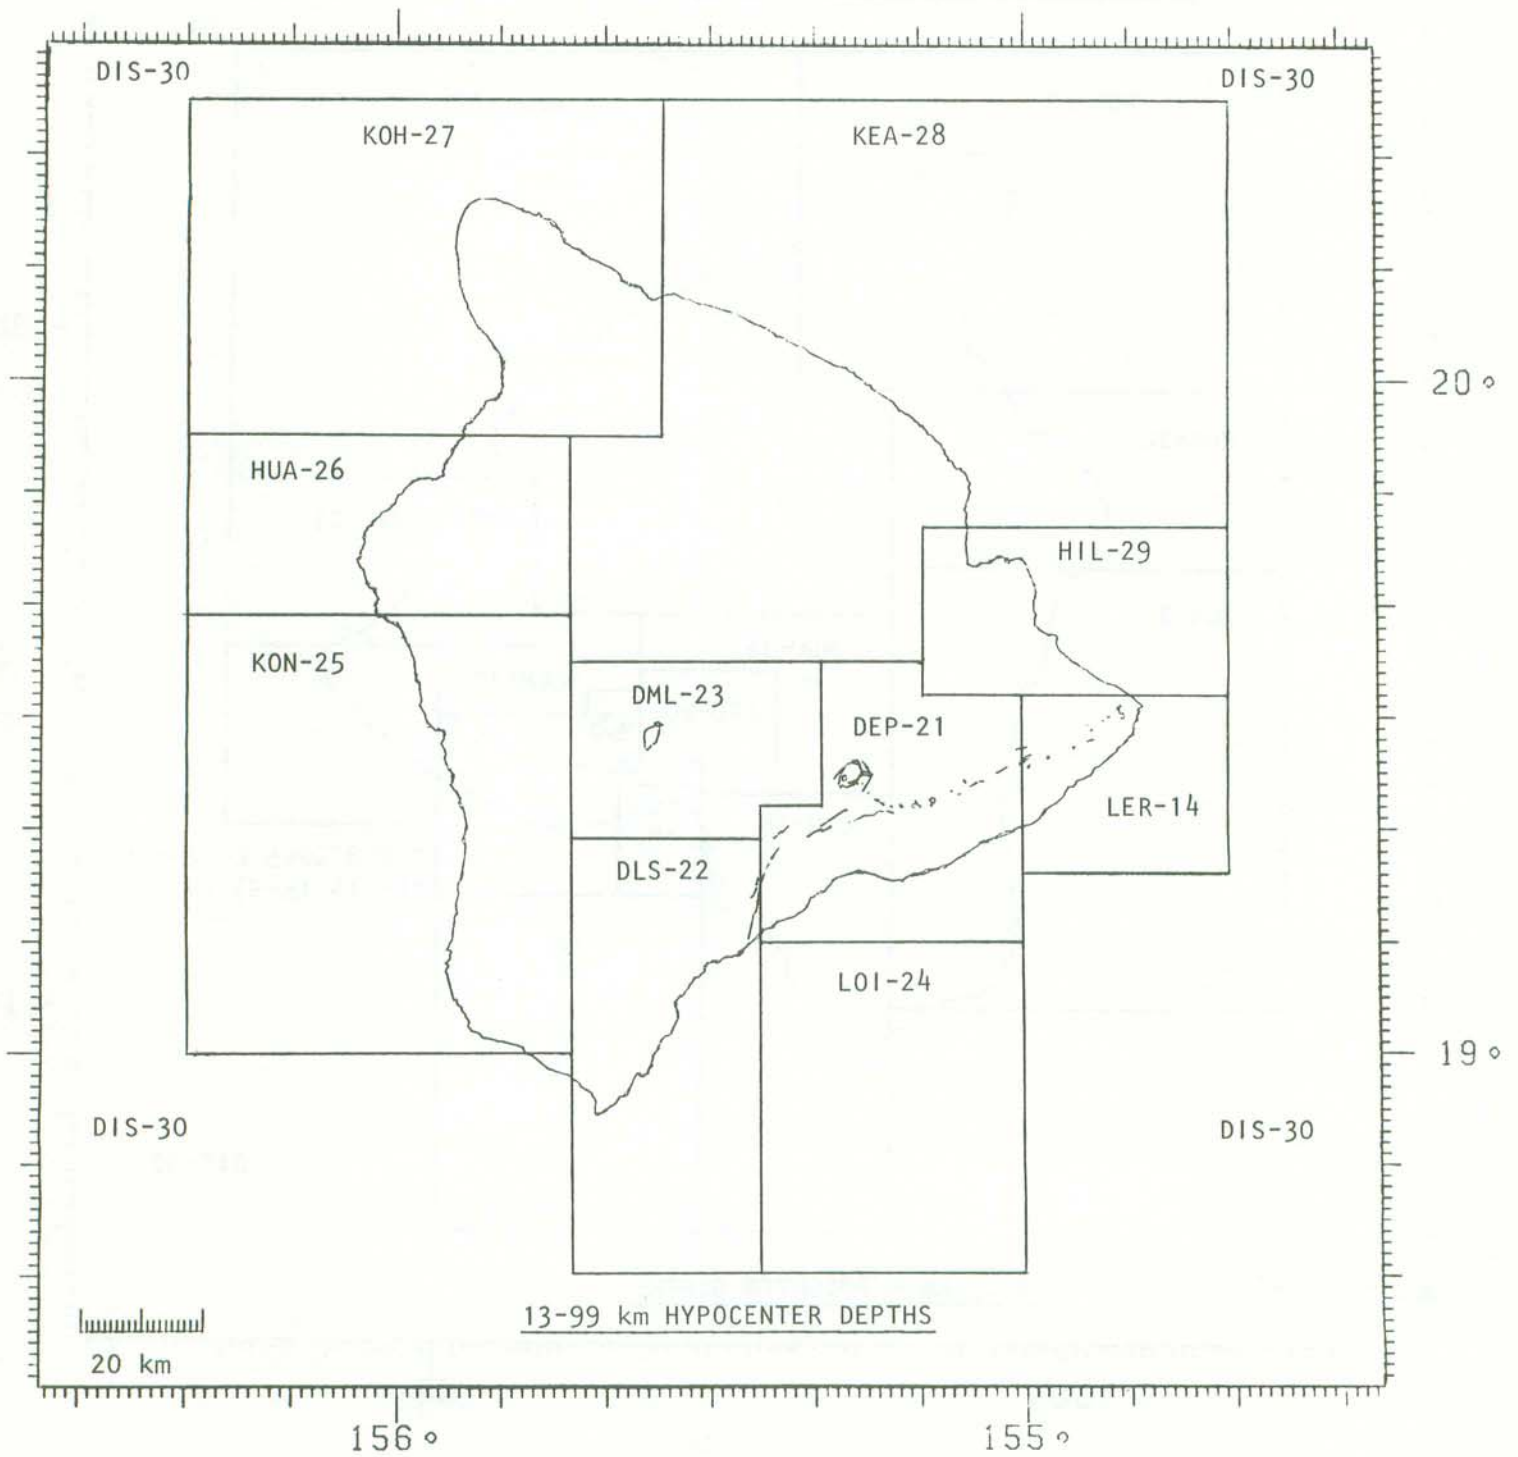 DIS-30
DIS-30
KOH-27
KEA-28
20°
HUA-26
HIL-29
KON-25
DML-23
DEP-21
LER-14
DLS-22
LOI-24
19°
DIS-30
DIS-30
13-99 km HYPOCENTER DEPTHS
20 km
156°
155°